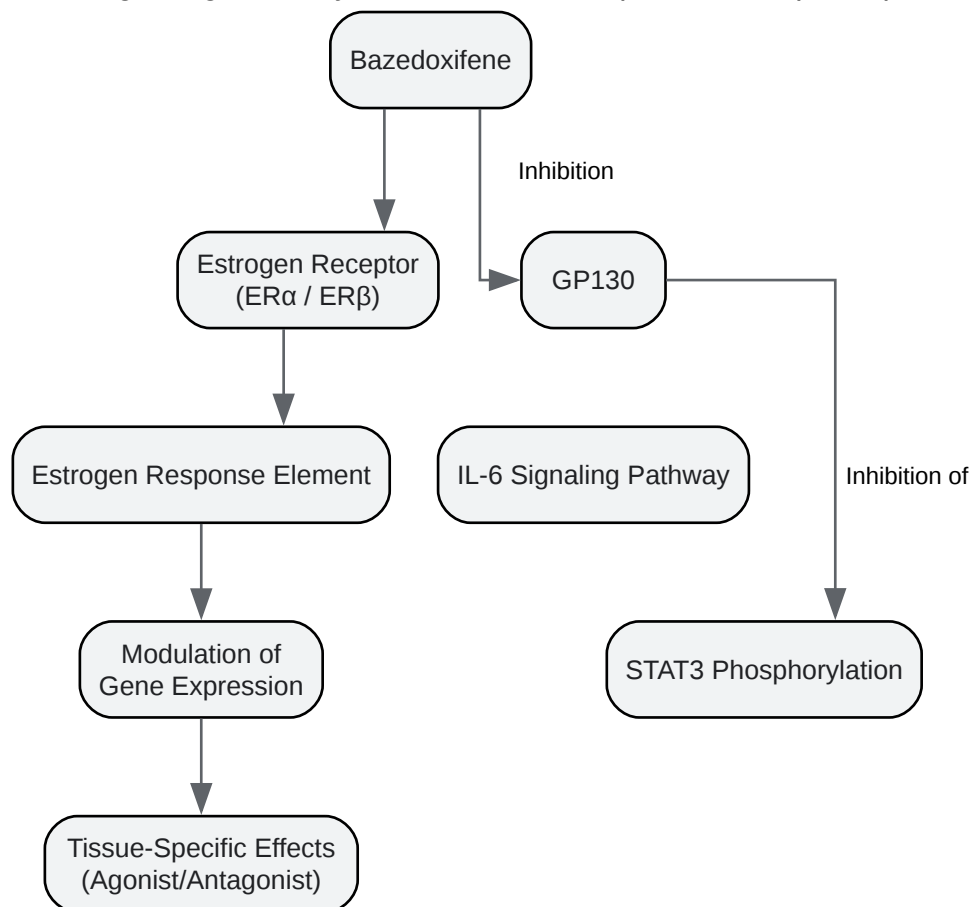 Bazedoxifene
Inhibition
Estrogen Receptor
(ERα / ERβ)
GP130
Estrogen Response Element
IL-6 Signaling Pathway
Inhibition of
Modulation of
Gene Expression
STAT3 Phosphorylation
Tissue-Specific Effects
(Agonist/Antagonist)